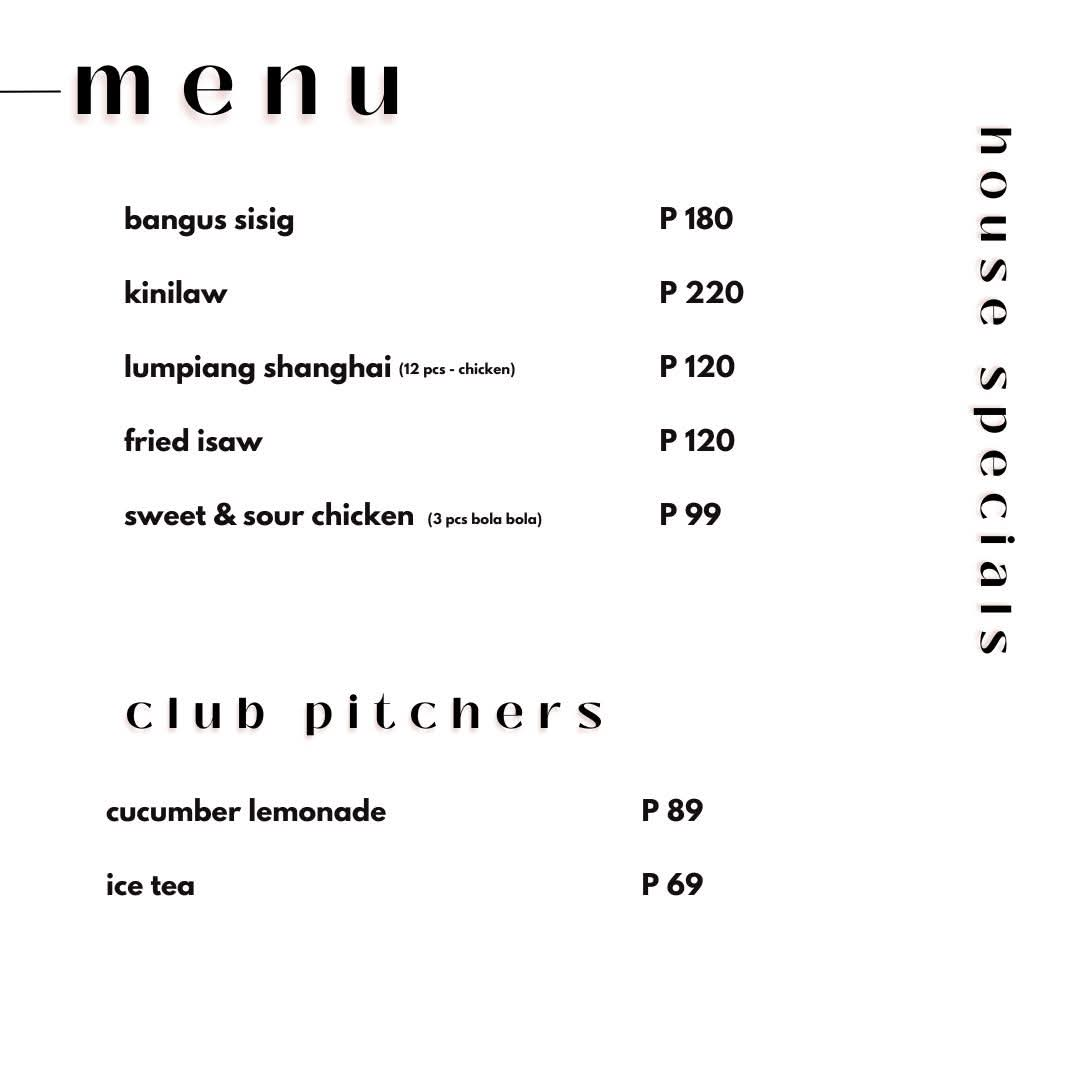 menu
house specials
bangus sisig P 180
kinilaw P 220
lumpiang shanghai (12 pcs - chicken) P 120
fried isaw P 120
sweet & sour chicken (3 pcs bola bola) P 99
club pitchers
cucumber lemonade P 89
ice tea P 69